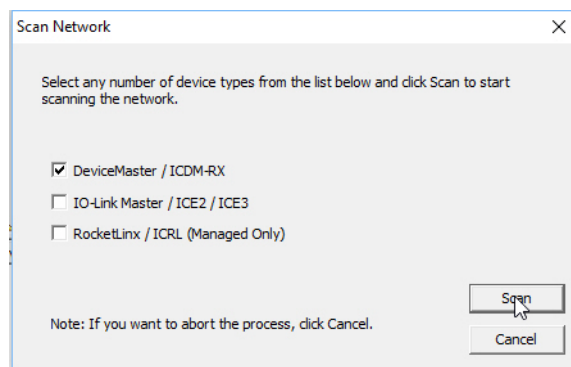 Scan Network
Select any number of device types from the list below and click Scan to start
scanning the network.
DeviceMaster / ICDM-RX
IO-Link Master / ICE2 / ICE3
RocketLinx / ICRL (Managed Only)
Scan
Note: If you want to abort the process, click Cancel.
Cancel